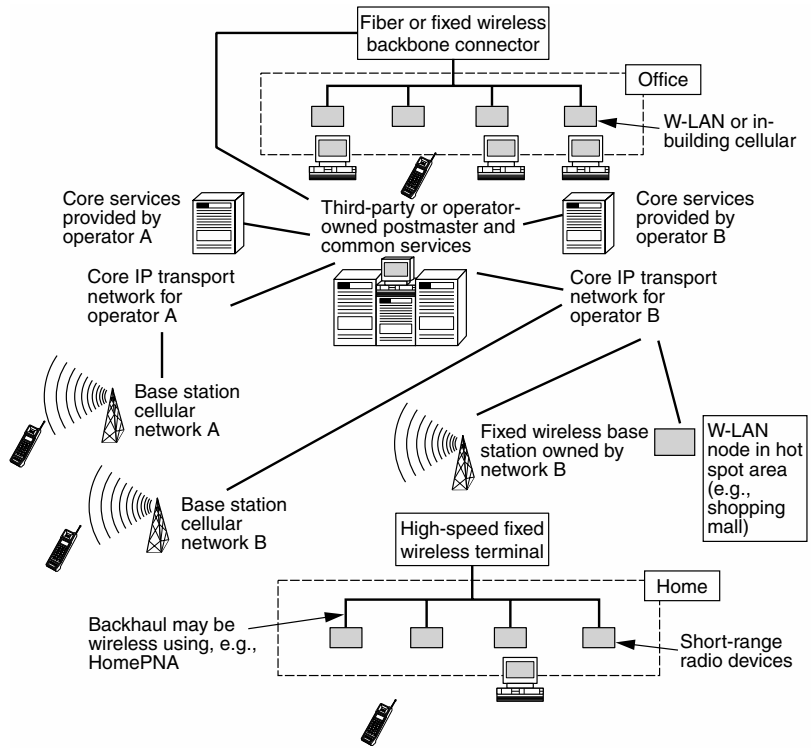 Fiber or fixed wireless
backbone connector
Office
W-LAN or in-
building cellular
Core services
provided by
operator A
Third-party or operator-
owned postmaster and
common services
Core services
provided by
operator B
Core IP transport
network for
operator A
Core IP transport
network for
operator B
Base station
cellular
network A
Fixed wireless base
station owned by
network B
W-LAN
node in hot
spot area
(e.g.,
shopping
mall)
Base station
cellular
network B
High-speed fixed
wireless terminal
Home
Backhaul may be
wireless using, e.g.,
HomePNA
Short-range
radio devices